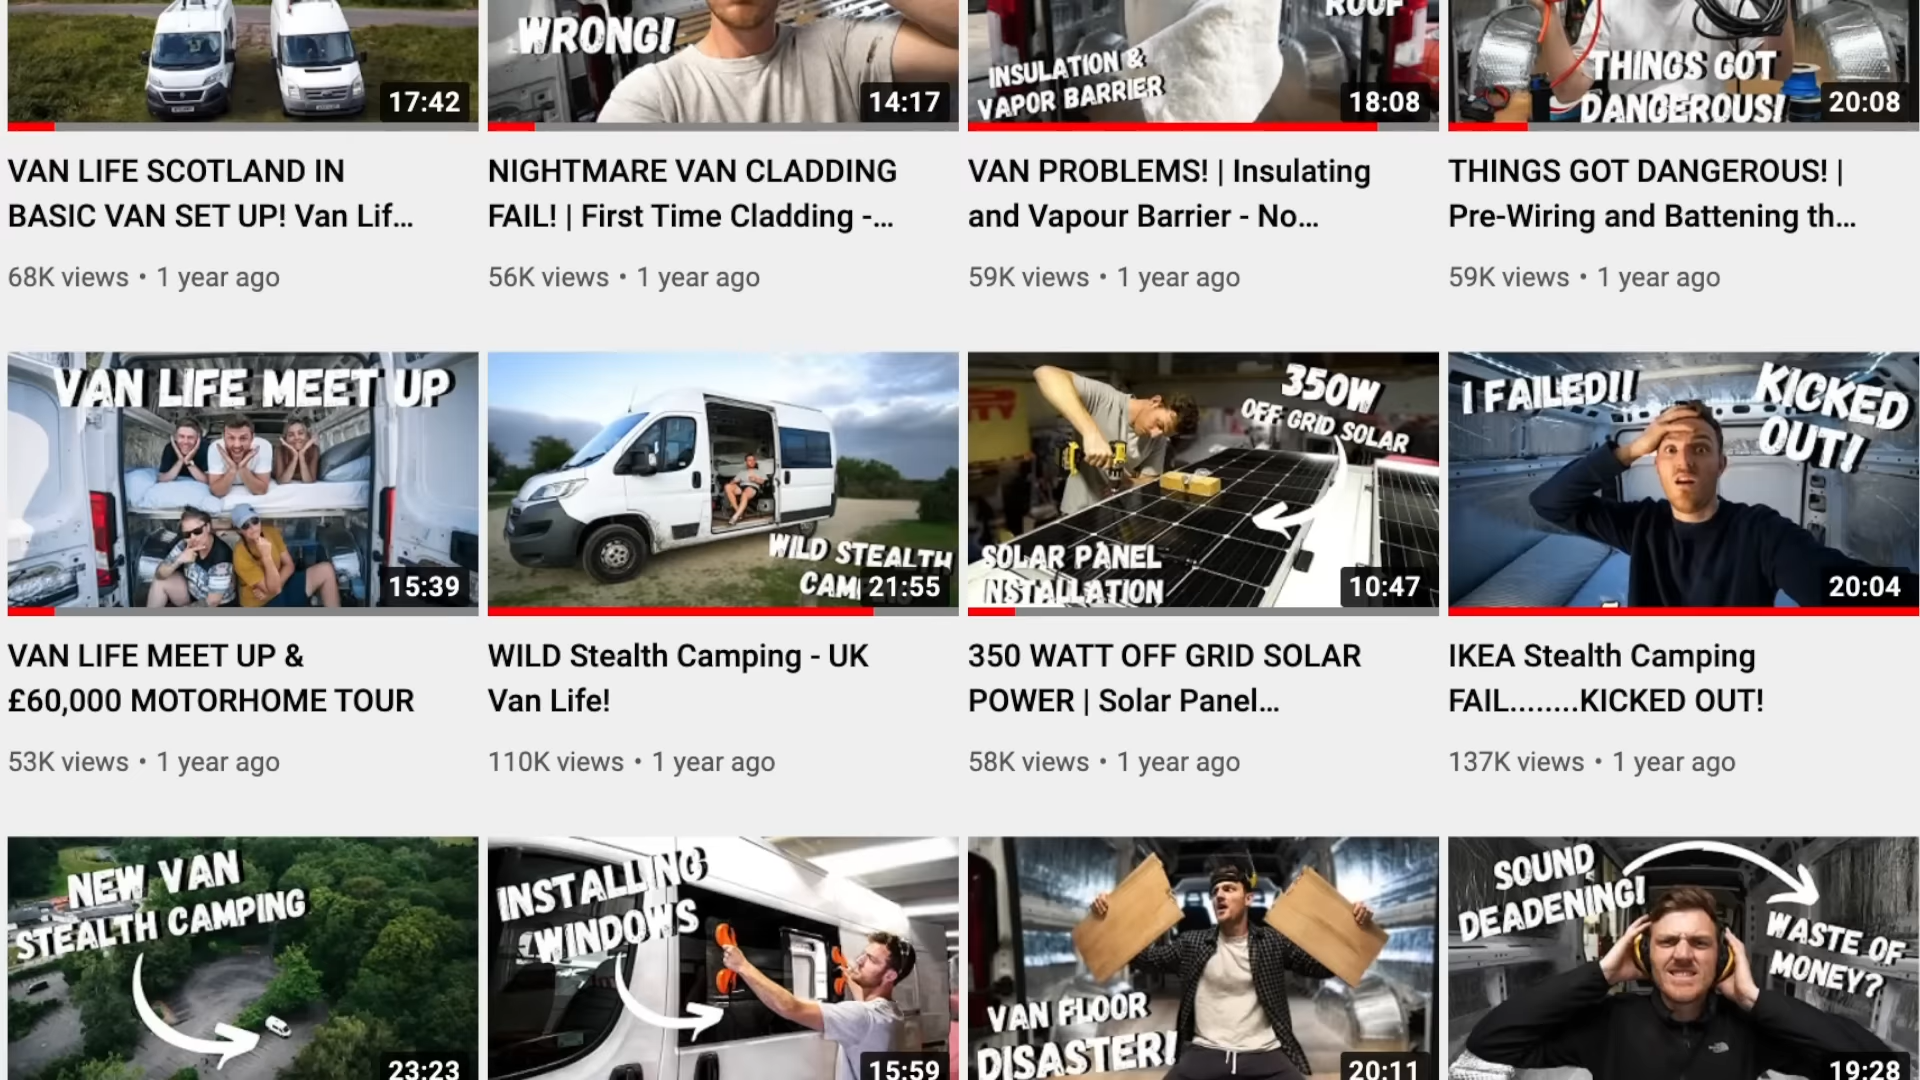 WRONG!
INSULATION &
VAPOR BARRIER
ROOF
THINGS GOT
DANGEROUS!
17:42
14:17
18:08
20:08
VAN LIFE SCOTLAND IN
BASIC VAN SET UP! Van Lif...
68K views • 1 year ago
NIGHTMARE VAN CLADDING
FAIL! | First Time Cladding -...
56K views • 1 year ago
VAN PROBLEMS! | Insulating
and Vapour Barrier - No...
59K views • 1 year ago
THINGS GOT DANGEROUS! |
Pre-Wiring and Battening th...
59K views • 1 year ago
VAN LIFE MEET UP
15:39
WILD STEALTH
21:55
350W
OFF GRID SOLAR
SOLAR PANEL
INSTALLATION
10:47
I FAILED!!
KICKED
OUT!
20:04
VAN LIFE MEET UP &
£60,000 MOTORHOME TOUR
53K views • 1 year ago
WILD Stealth Camping - UK
Van Life!
110K views • 1 year ago
350 WATT OFF GRID SOLAR
POWER | Solar Panel...
58K views • 1 year ago
IKEA Stealth Camping
FAIL........KICKED OUT!
137K views • 1 year ago
NEW VAN
STEALTH CAMPING
23:23
INSTALLING
WINDOWS
15:59
VAN FLOOR
DISASTER!
20:11
SOUND
DEADENING!
WASTE OF
MONEY?
19:28